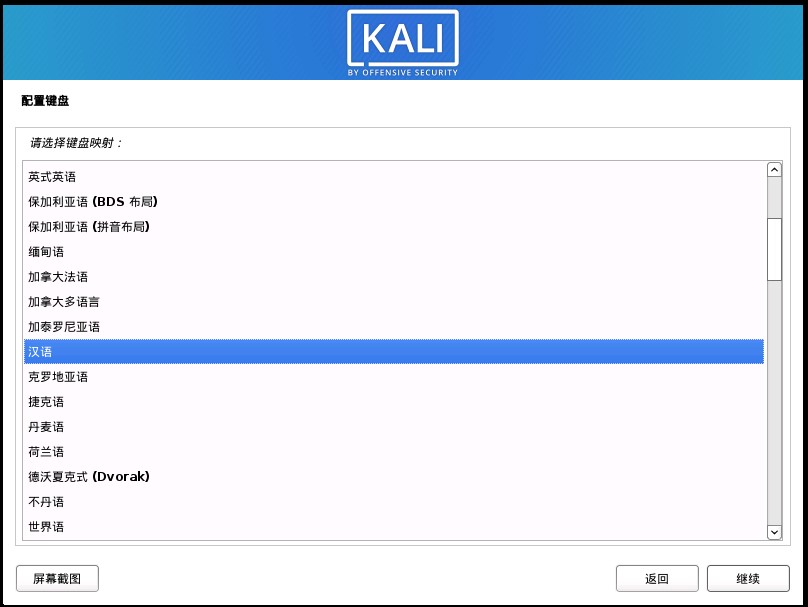 KALI
BY OFFENSIVE SECURITY
配置键盘
请选择键盘映射：
英式英语
保加利亚语 (BDS 布局)
保加利亚语 (拼音布局)
缅甸语
加拿大法语
加拿大多语言
加泰罗尼亚语
汉语
克罗地亚语
捷克语
丹麦语
荷兰语
德沃夏克式 (Dvorak)
不丹语
世界语
屏幕截图
返回
继续